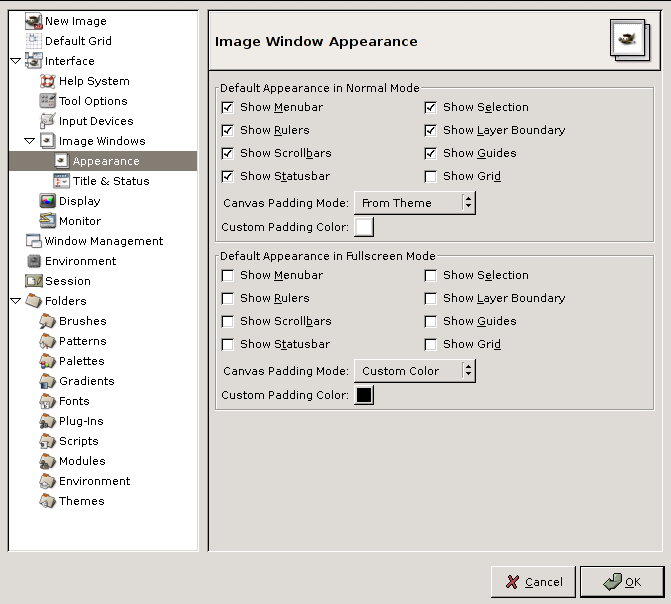 New Image
Default Grid
Interface
Help System
Tool Options
Input Devices
Image Windows
Appearance
Title & Status
Display
Monitor
Window Management
Environment
Session
Folders
Brushes
Patterns
Palettes
Gradients
Fonts
Plug-Ins
Scripts
Modules
Environment
Themes
Image Window Appearance
Default Appearance in Normal Mode
Show Menubar Show Selection
Show Rulers Show Layer Boundary
Show Scrollbars Show Guides
Show Statusbar Show Grid
Canvas Padding Mode: From Theme
Custom Padding Color:
Default Appearance in Fullscreen Mode
Show Menubar Show Selection
Show Rulers Show Layer Boundary
Show Scrollbars Show Guides
Show Statusbar Show Grid
Canvas Padding Mode: Custom Color
Custom Padding Color:
Cancel OK